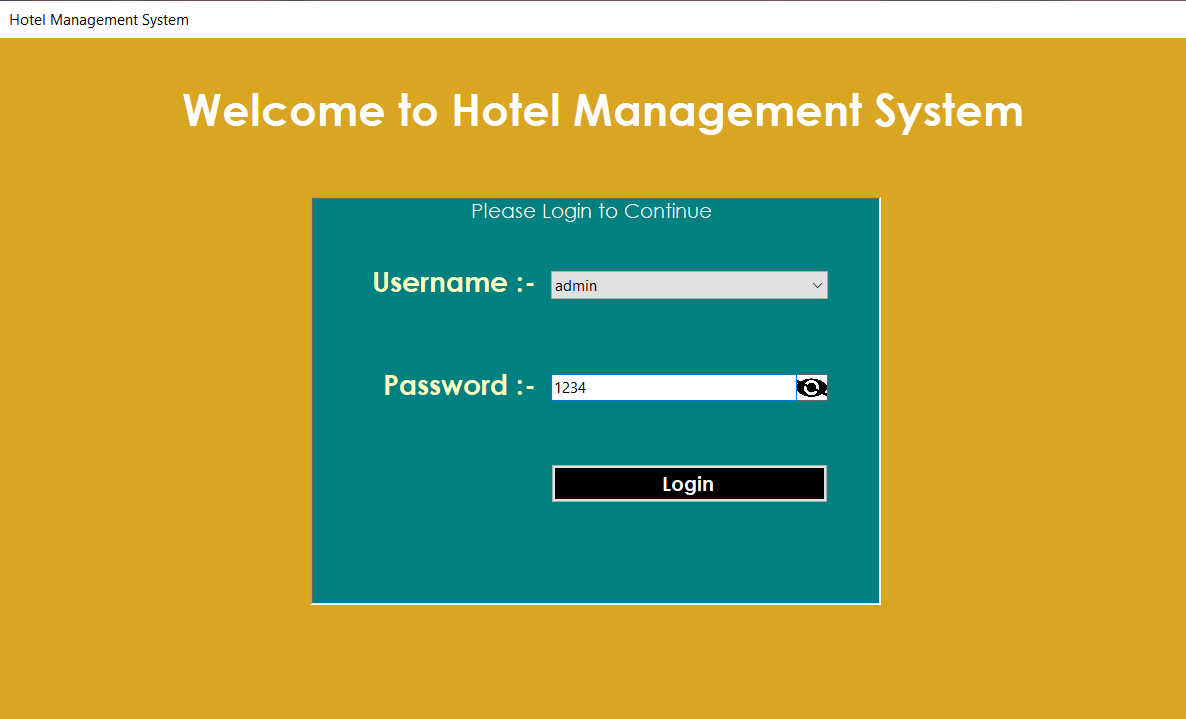 Hotel Management System
Welcome to Hotel Management System
Please Login to Continue
Username :- admin
Password :- 1234
Login